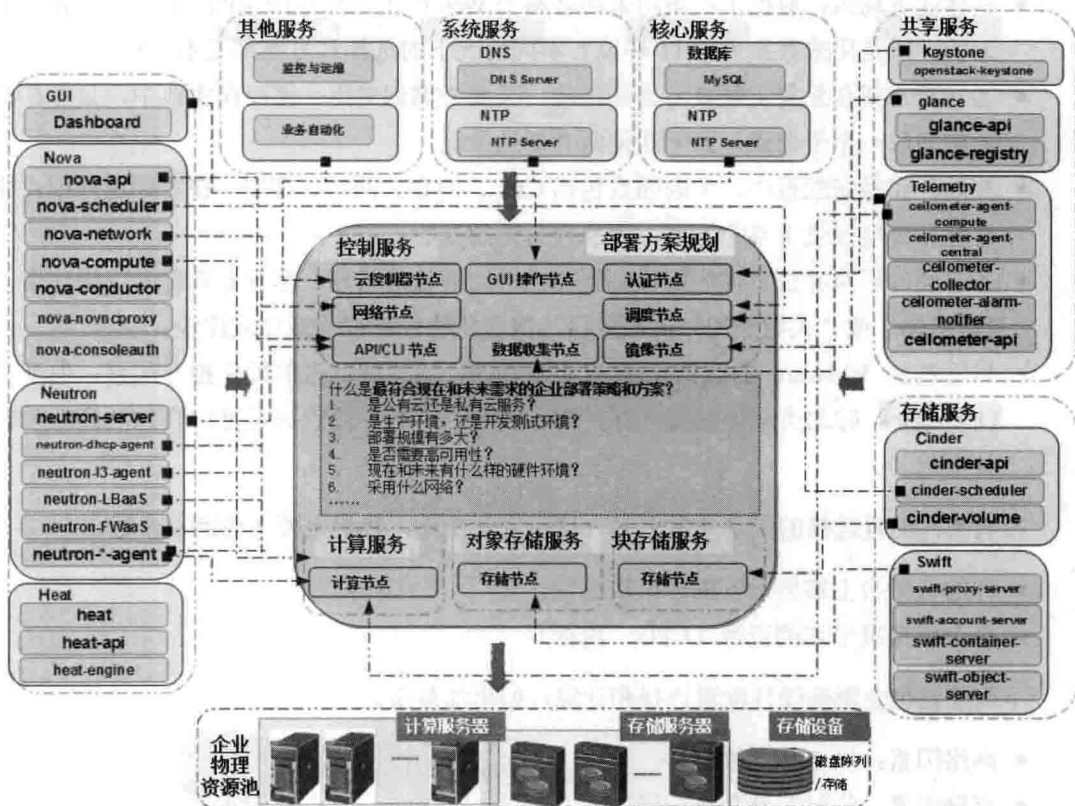 其他服务
监控与运维
业务自动化
系统服务
DNS
DNS Server
NTP
NTP Server
核心服务
数据库
MySQL
NTP
NTP Server
共享服务
keystone
openstack-keystone
glance
glance-api
glance-registry
Telemetry
ceilometer-agent-
compute
ceilometer-agent-
central
ceilometer-
collector
ceilometer-alarm-
notifier
ceilometer-api
GUI
Dashboard
Nova
nova-api
nova-scheduler
nova-network
nova-compute
nova-conductor
nova-novncproxy
nova-consoleauth
Neutron
neutron-server
neutron-dhcp-agent
neutron-l3-agent
neutron-LBaaS
neutron-FWaaS
neutron-*-agent
Heat
heat
heat-api
heat-engine
控制服务
部署方案规划
云控制器节点
GUI 操作节点
认证节点
网络节点
调度节点
API/CLI 节点
数据收集节点
镜像节点
什么是最符合现在和未来需求的企业部署策略和方案?
1. 是公有云还是私有云服务?
2. 是生产环境,还是开发测试环境?
3. 部署规模有多大?
4. 是否需要高可用性?
5. 现在和未来有什么样的硬件环境?
6. 采用什么网络?
……
计算服务
对象存储服务
块存储服务
计算节点
存储节点
存储节点
存储服务
Cinder
cinder-api
cinder-scheduler
cinder-volume
Swift
swift-proxy-server
swift-account-server
swift-container-
server
swift-object-
server
企业
物理
资源池
计算服务器
存储服务器
存储设备
磁盘阵列
/存储